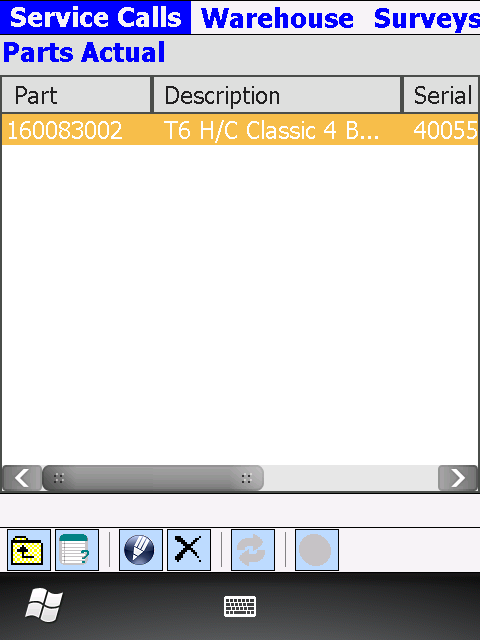 Service Calls Warehouse Surveys
Parts Actual
Part Description Serial
160083002 T6 H/C Classic 4 B... 40055